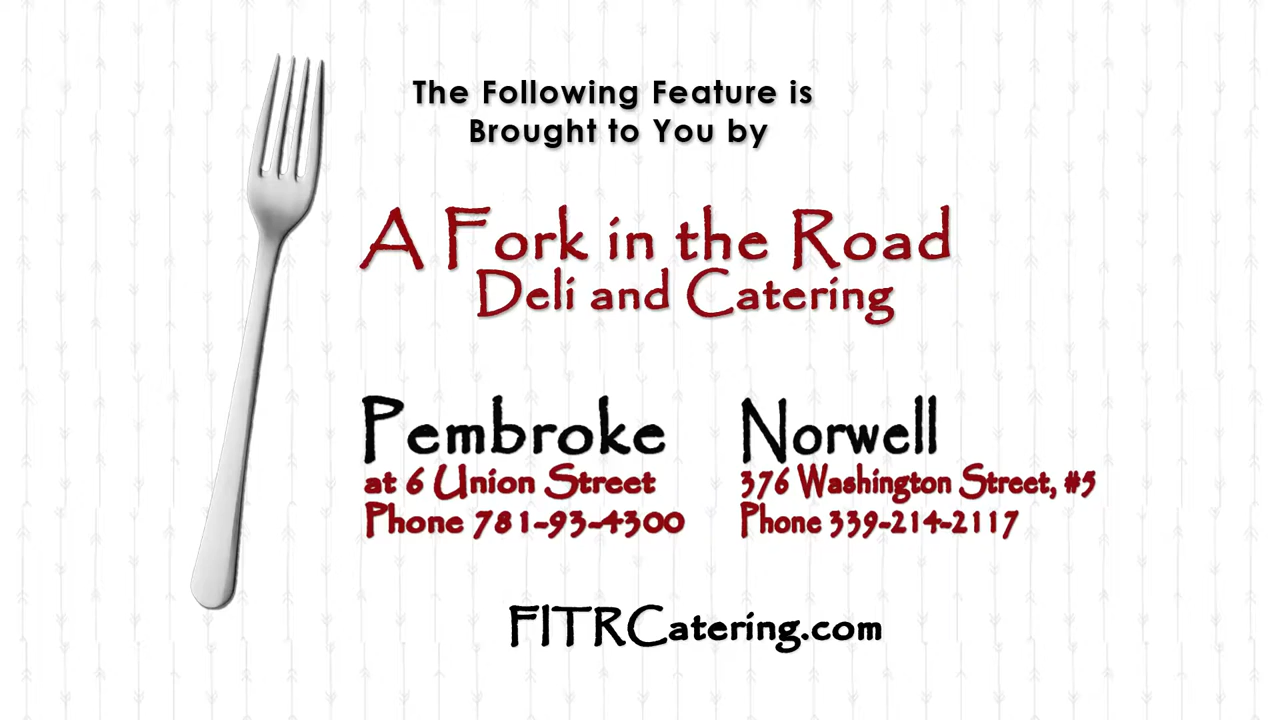 The Following Feature is
Brought to You by
A Fork in the Road
Deli and Catering
Pembroke
at 6 Union Street
Phone 781-93-4300
Norwell
376 Washington Street, #5
Phone 339-214-2117
FITRCatering.com